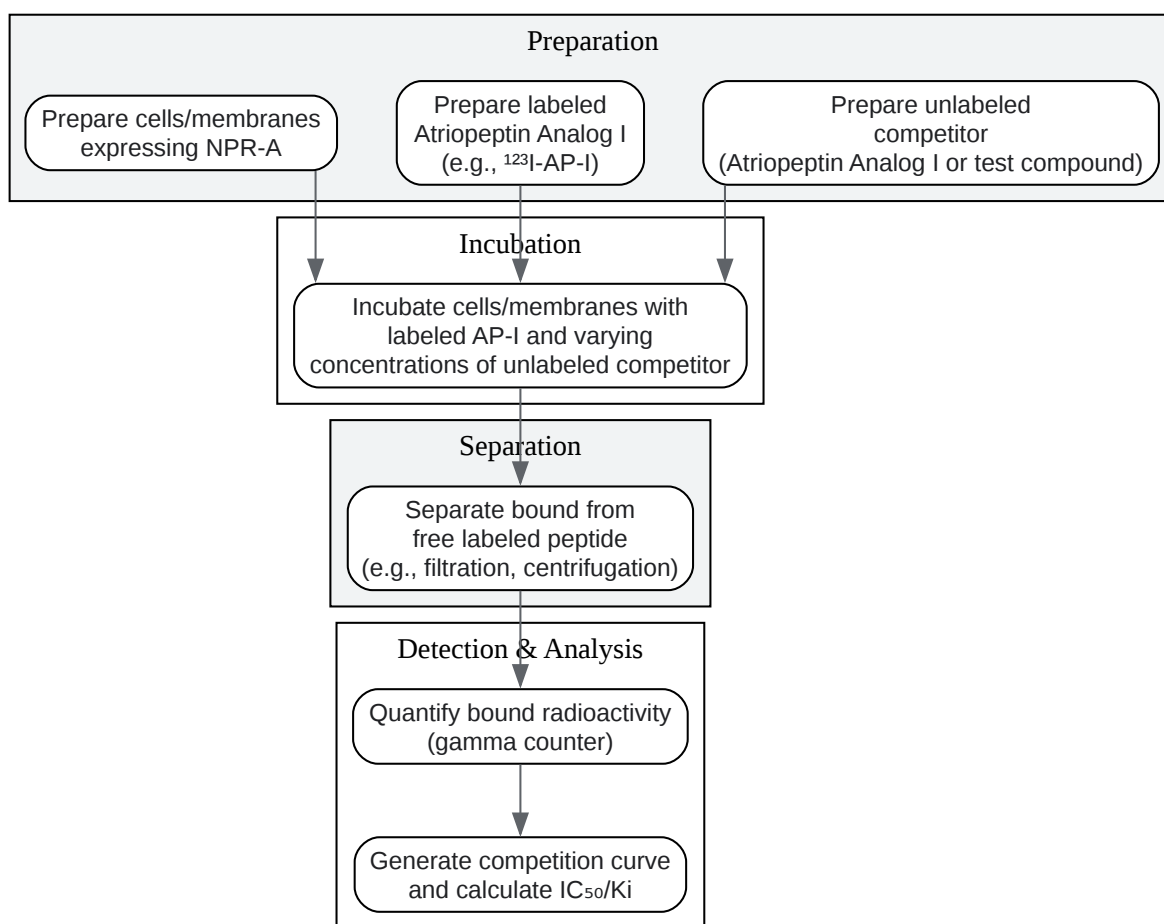 Preparation
Prepare cells/membranes
expressing NPR-A
Prepare labeled
Atriopeptin Analog I
(e.g., ¹²³I-AP-I)
Prepare unlabeled
competitor
(Atriopeptin Analog I or test compound)
Incubation
Incubate cells/membranes with
labeled AP-I and varying
concentrations of unlabeled competitor
Separation
Separate bound from
free labeled peptide
(e.g., filtration, centrifugation)
Detection & Analysis
Quantify bound radioactivity
(gamma counter)
Generate competition curve
and calculate IC₅₀/Ki